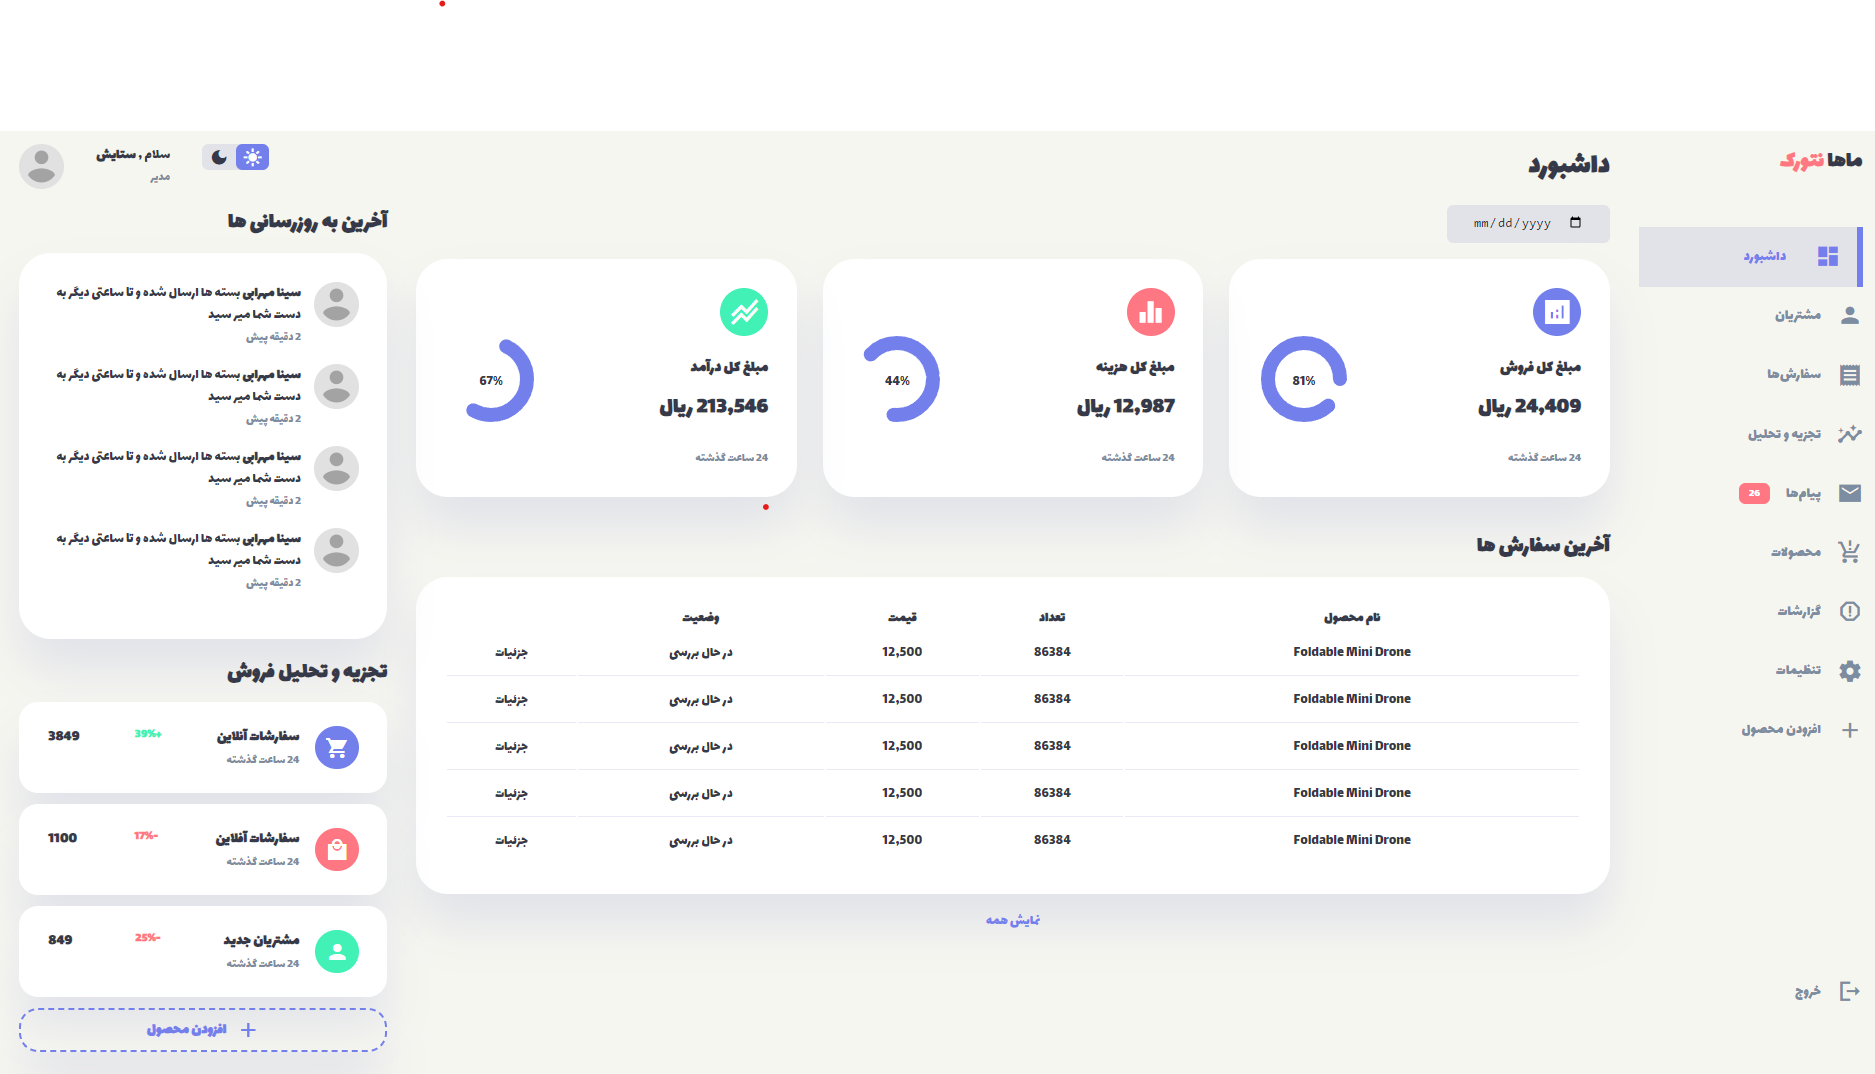 ماها نتورک
داشبورد
مشتریان
سفارش‌ها
تجزیه و تحلیل
پیام‌ها 26
محصولات
گزارشات
تنظیمات
افزودن محصول
خروج
داشبورد
mm/dd/yyyy
مبلغ کل فروش
24,409 ریال
81%
24 ساعت گذشته
مبلغ کل هزینه
12,987 ریال
44%
24 ساعت گذشته
مبلغ کل درآمد
213,546 ریال
67%
24 ساعت گذشته
آخرین سفارش ها
نام محصول تعداد قیمت وضعیت
Foldable Mini Drone 86384 12,500 در حال بررسی جزئیات
Foldable Mini Drone 86384 12,500 در حال بررسی جزئیات
Foldable Mini Drone 86384 12,500 در حال بررسی جزئیات
Foldable Mini Drone 86384 12,500 در حال بررسی جزئیات
Foldable Mini Drone 86384 12,500 در حال بررسی جزئیات
نمایش همه
سلام , ستایش
مدیر
آخرین به روزرسانی ها
سینا مهرابی بسته ها ارسال شده و تا ساعتی دیگر به
دست شما میر سید
2 دقیقه پیش
سینا مهرابی بسته ها ارسال شده و تا ساعتی دیگر به
دست شما میر سید
2 دقیقه پیش
سینا مهرابی بسته ها ارسال شده و تا ساعتی دیگر به
دست شما میر سید
2 دقیقه پیش
سینا مهرابی بسته ها ارسال شده و تا ساعتی دیگر به
دست شما میر سید
2 دقیقه پیش
تجزیه و تحلیل فروش
سفارشات آنلاین +39% 3849
24 ساعت گذشته
سفارشات آفلاین -17% 1100
24 ساعت گذشته
مشتریان جدید -25% 849
24 ساعت گذشته
افزودن محصول